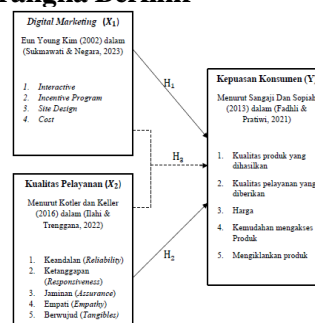 Digital Marketing (X₁)
Eun Young Kim (2002) dalam
(Sukmawati & Negara, 2023)
1. Interactive
2. Incentive Program
3. Site Design
4. Cost
H₁
Kepuasan Konsumen (Y)
Menurut Sangaji Dan Sopiah
(2013) dalam (Fadhli &
Pratiwi, 2021)
1. Kualitas produk yang
dihasilkan
2. Kualitas pelayanan yang
diberikan
3. Harga
4. Kemudahan mengakses
Produk
5. Mengiklankan produk
H₃
Kualitas Pelayanan (X₂)
Menurut Kotler dan Keller
(2016) dalam (Ilahi &
Trenggana, 2022)
1. Keandalan (Reliability)
2. Ketanggapan
(Responsiveness)
3. Jaminan (Assurance)
4. Empati (Empathy)
5. Berwujud (Tangibles)
H₂